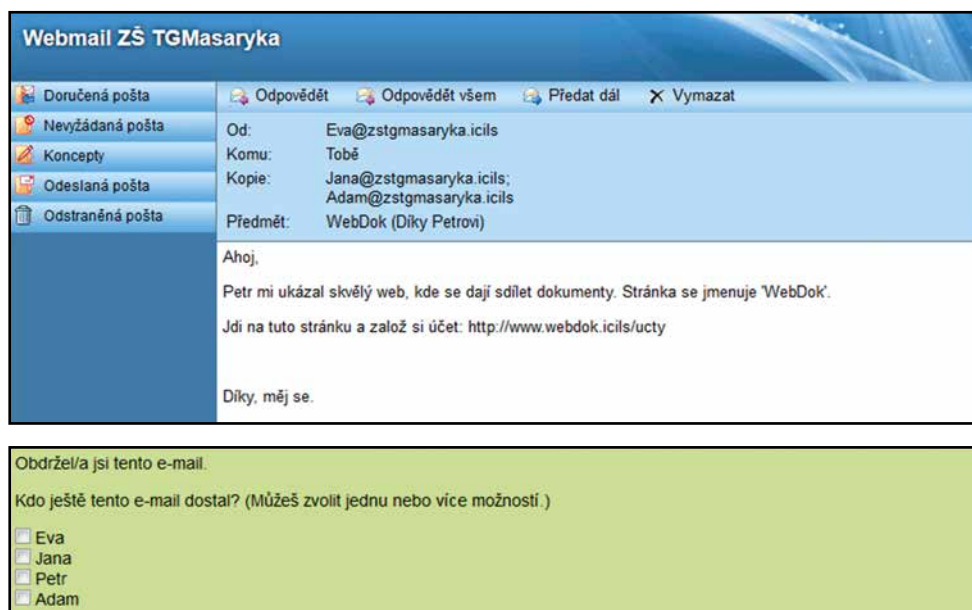 Webmail ZŠ TGMasaryka
Doručená pošta
Nevyžádaná pošta
Koncepty
Odeslaná pošta
Odstraněná pošta
Odpovědět Odpovědět všem Předat dál Vymazat
Od: Eva@zstgmasaryka.icils
Komu: Tobě
Kopie: Jana@zstgmasaryka.icils;
Adam@zstgmasaryka.icils
Předmět: WebDok (Díky Petrovi)
Ahoj,
Petr mi ukázal skvělý web, kde se dají sdílet dokumenty. Stránka se jmenuje 'WebDok'.
Jdi na tuto stránku a založ si účet: http://www.webdok.icils/ucty
Díky, měj se.
Obdržel/a jsi tento e-mail.
Kdo ještě tento e-mail dostal? (Můžeš zvolit jednu nebo více možností.)
Eva
Jana
Petr
Adam